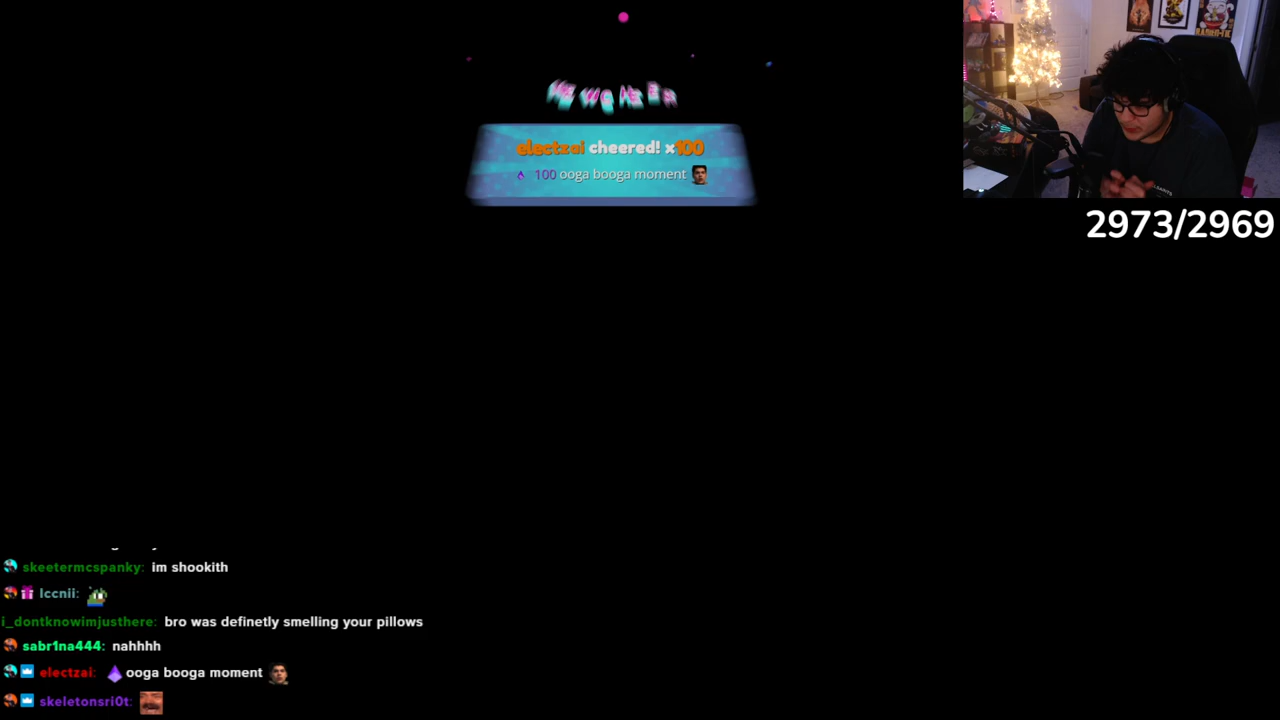 electzai cheered! x100
100 ooga booga moment
2973/2969
skeetermcspanky: im shookith
lccnii:
i_dontknowimjusthere: bro was definetly smelling your pillows
sabr1na444: nahhhh
electzai: ooga booga moment
skeletonsri0t: